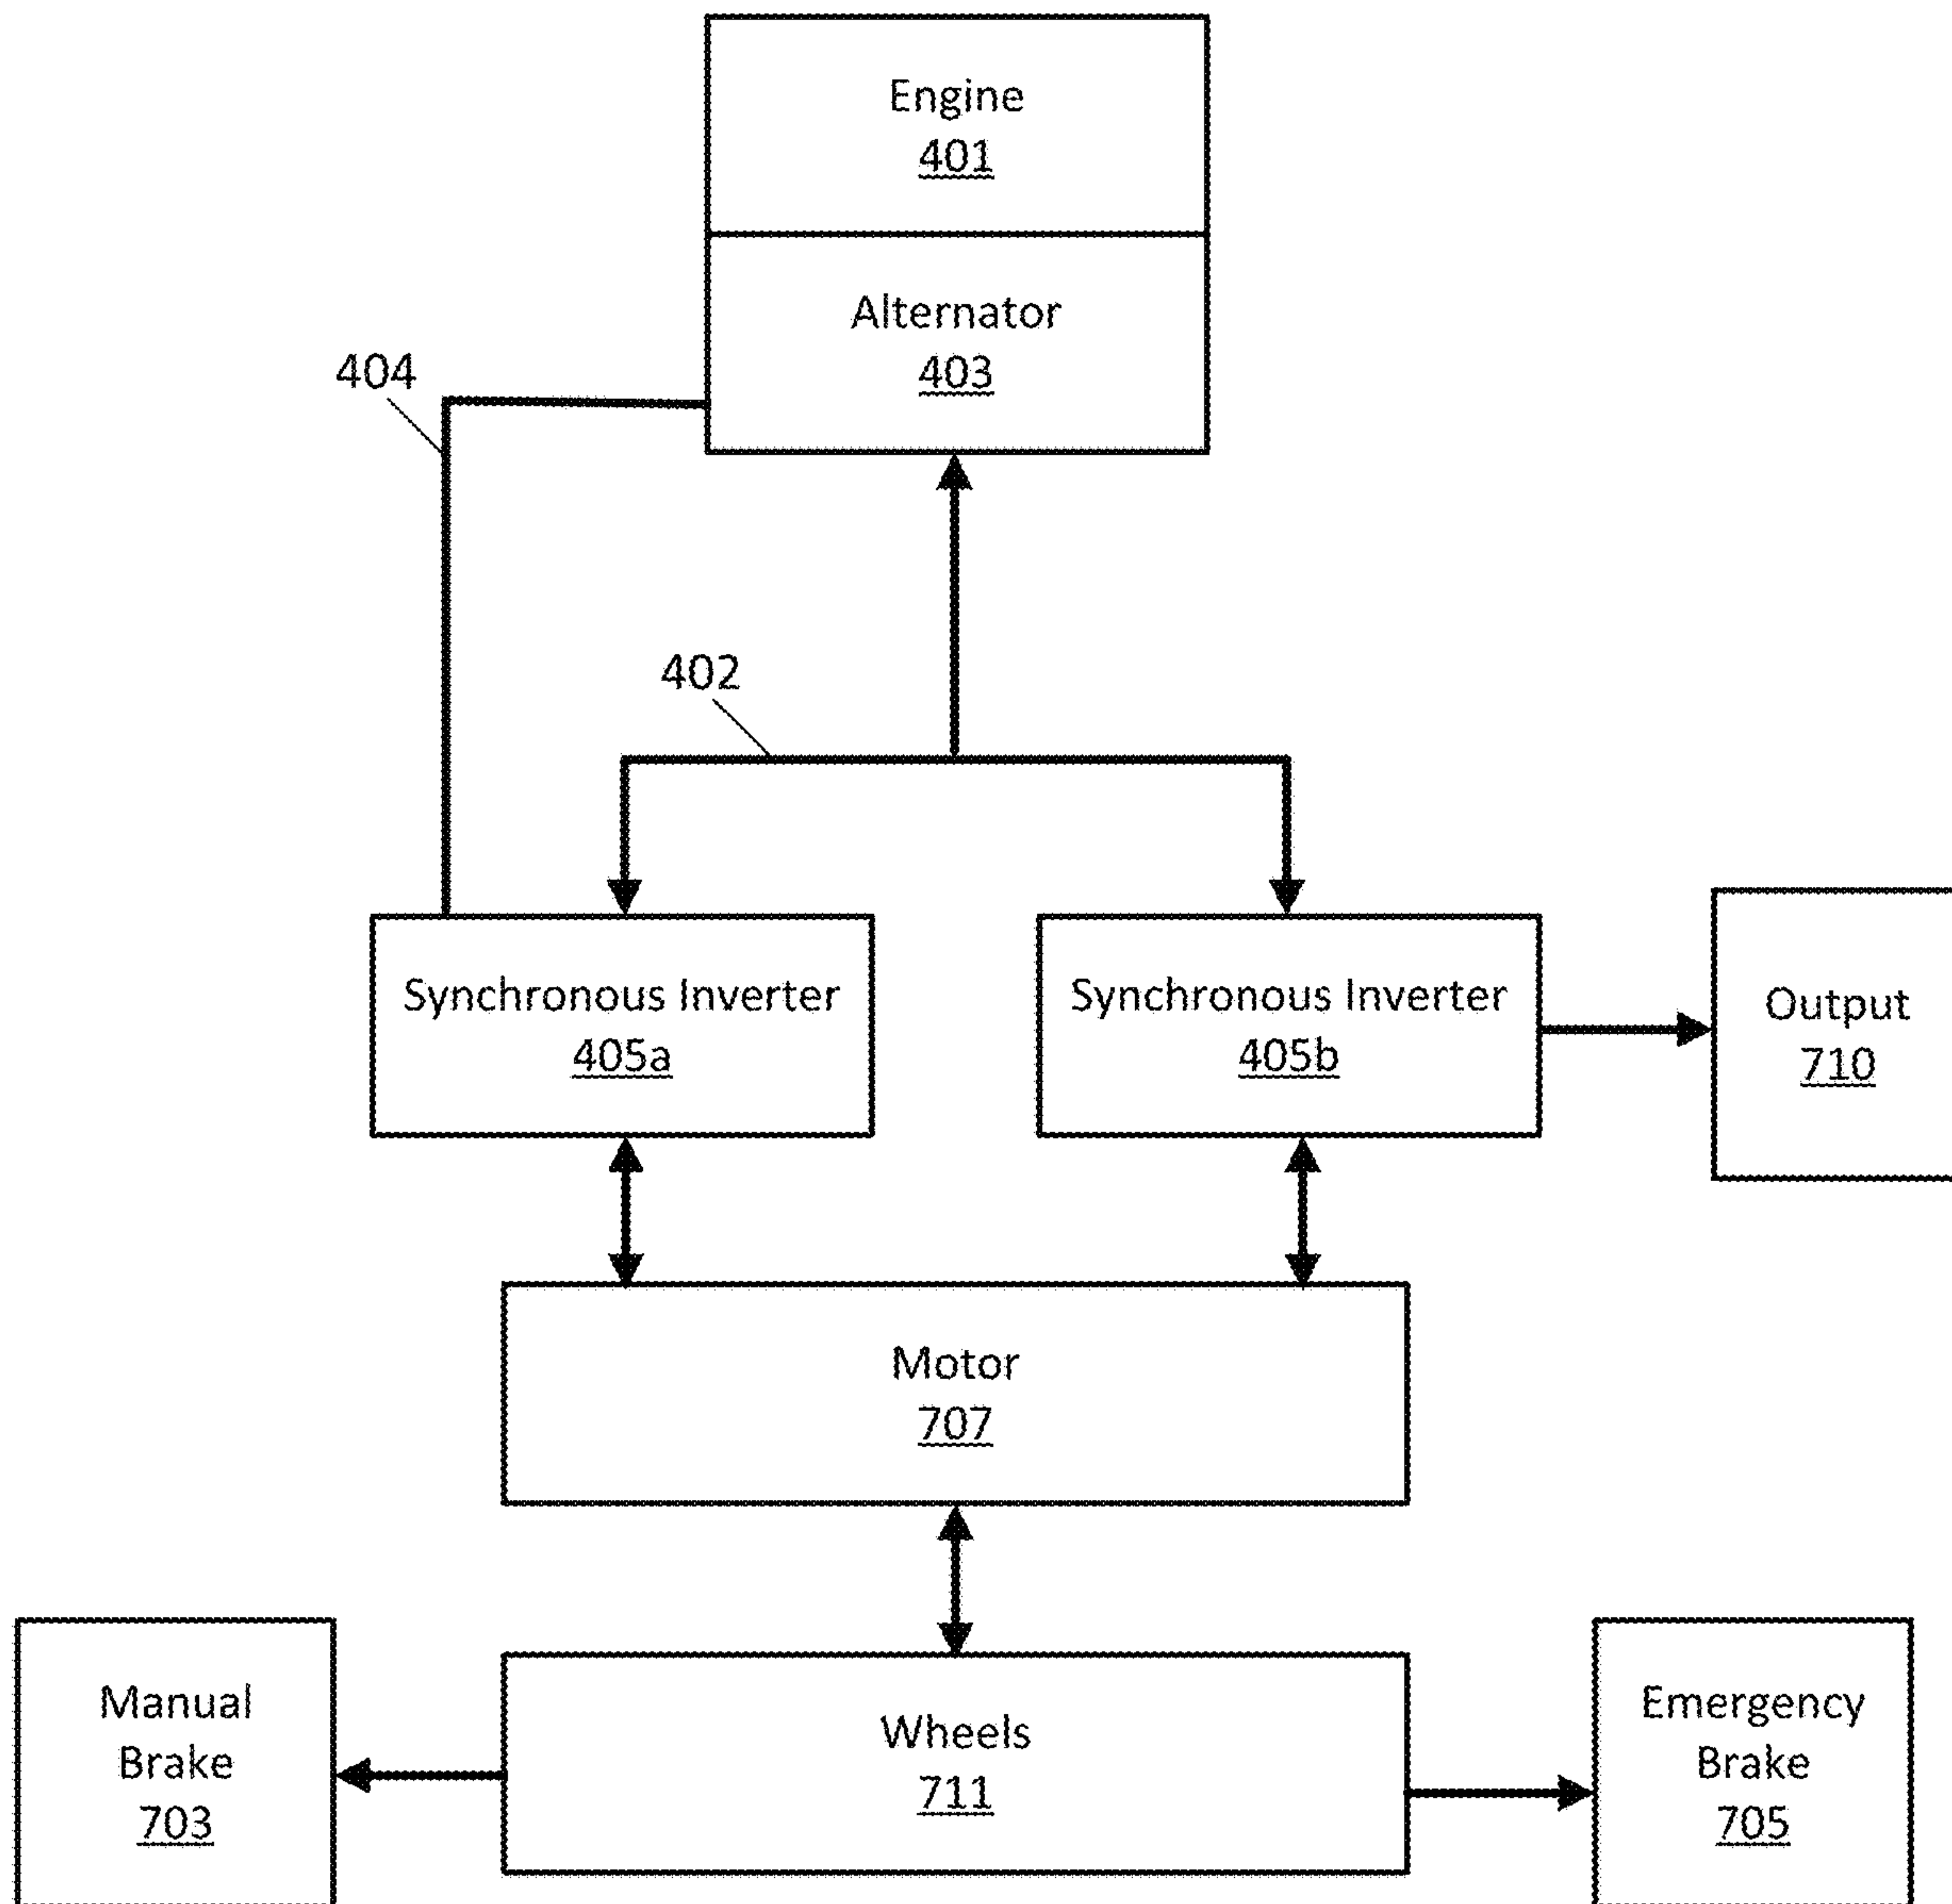 Engine
401
Alternator
403
404
402
Synchronous Inverter
405a
Synchronous Inverter
405b
Output
710
Motor
707
Manual
Brake
703
Wheels
711
Emergency
Brake
705